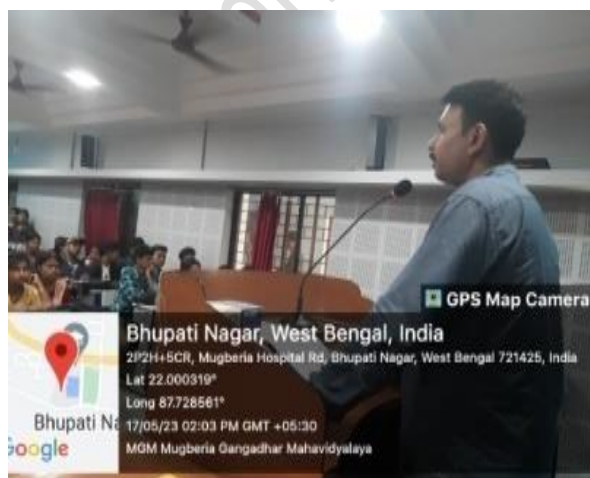 GPS Map Camera
Bhupati Nagar, West Bengal, India
2P2H+5CR, Mugberia Hospital Rd, Bhupati Nagar, West Bengal 721425, India
Lat 22.000319°
Long 87.728561°
17/05/23 02:03 PM GMT +05:30
MGM Mugberia Gangadhar Mahavidyalaya
Bhupati Na
Google